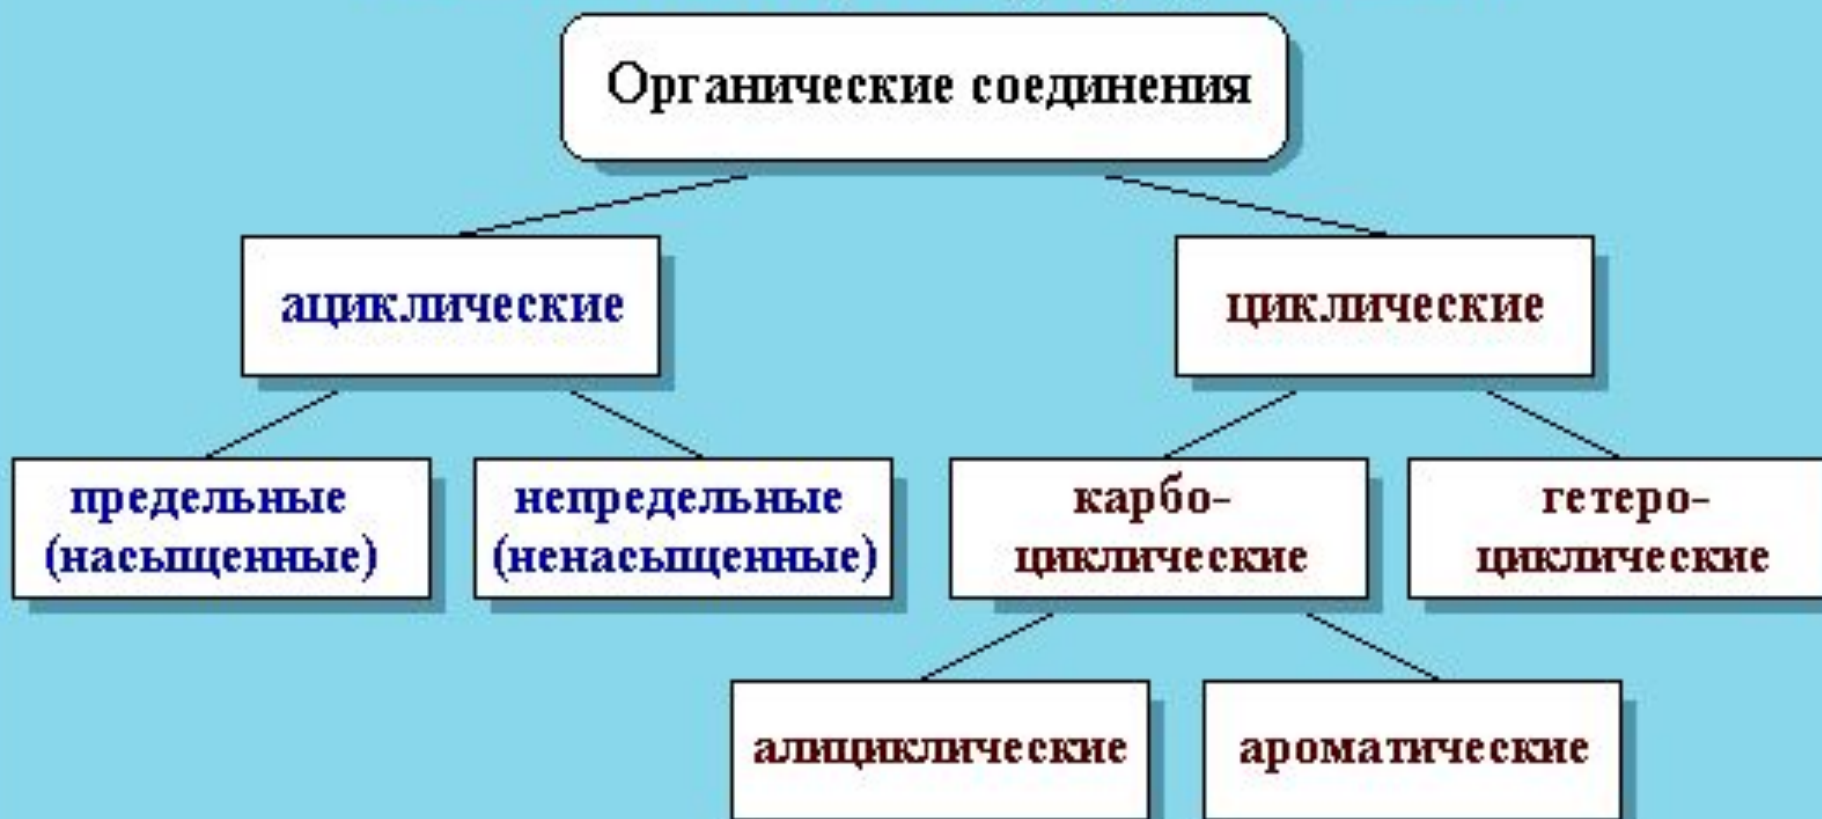 Органические соединения
ациклические
циклические
предельные
(насыщенные)
непредельные
(ненасыщенные)
карбо-
циклические
гетеро-
циклические
алициклические
ароматические